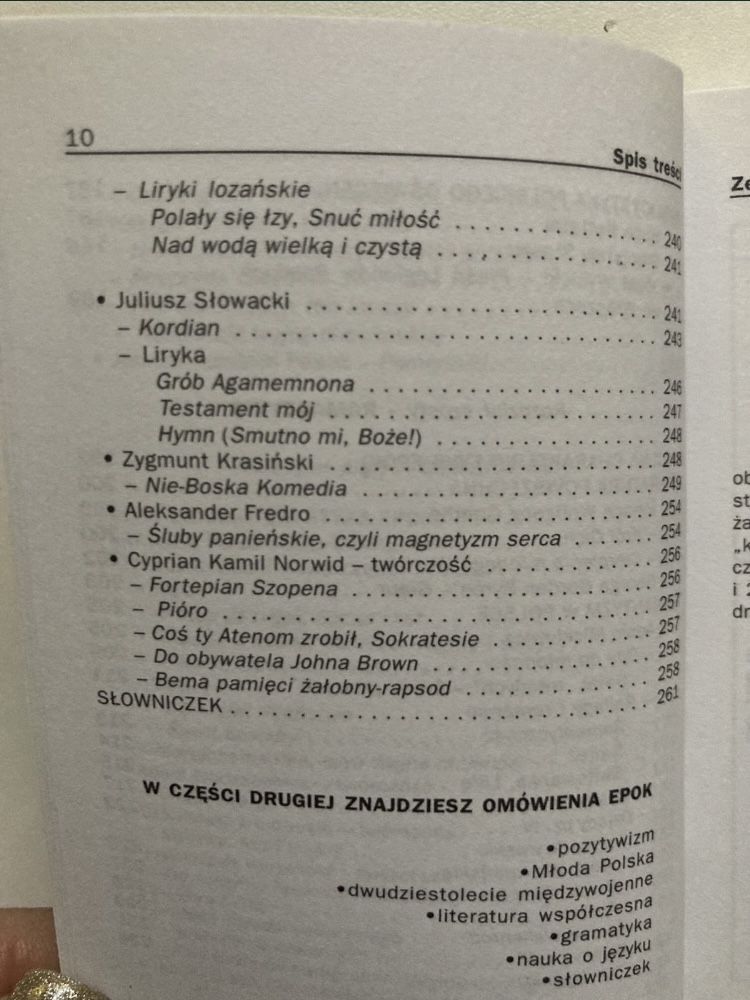 10
Spis treści
– Liryki lozańskie
Polały się łzy, Snuć miłość . . . . . . . . . . . . . . . . . . 240
Nad wodą wielką i czystą . . . . . . . . . . . . . . . . . . . 241
• Juliusz Słowacki . . . . . . . . . . . . . . . . . . . . . . . . . . . . 241
– Kordian . . . . . . . . . . . . . . . . . . . . . . . . . . . . . . . . . . 243
– Liryka
Grób Agamemnona . . . . . . . . . . . . . . . . . . . . . . . 246
Testament mój . . . . . . . . . . . . . . . . . . . . . . . . . . 247
Hymn (Smutno mi, Boże!) . . . . . . . . . . . . . . . . . . 248
• Zygmunt Krasiński . . . . . . . . . . . . . . . . . . . . . . . . . . 248
– Nie-Boska Komedia . . . . . . . . . . . . . . . . . . . . . . . . 249
• Aleksander Fredro . . . . . . . . . . . . . . . . . . . . . . . . . . . 254
– Śluby panieńskie, czyli magnetyzm serca . . . . . . . 254
• Cyprian Kamil Norwid – twórczość . . . . . . . . . . . . . . 256
– Fortepian Szopena . . . . . . . . . . . . . . . . . . . . . . . . . 256
– Pióro . . . . . . . . . . . . . . . . . . . . . . . . . . . . . . . . . . . 257
– Coś ty Atenom zrobił, Sokratesie . . . . . . . . . . . . . . 257
– Do obywatela Johna Brown . . . . . . . . . . . . . . . . . . 258
– Bema pamięci żałobny-rapsod . . . . . . . . . . . . . . . 258
SŁOWNICZEK . . . . . . . . . . . . . . . . . . . . . . . . . . . . . . . . . 261
W CZĘŚCI DRUGIEJ ZNAJDZIESZ OMÓWIENIA EPOK
•pozytywizm
•Młoda Polska
•dwudziestolecie międzywojenne
•literatura współczesna
•gramatyka
•nauka o języku
•słowniczek